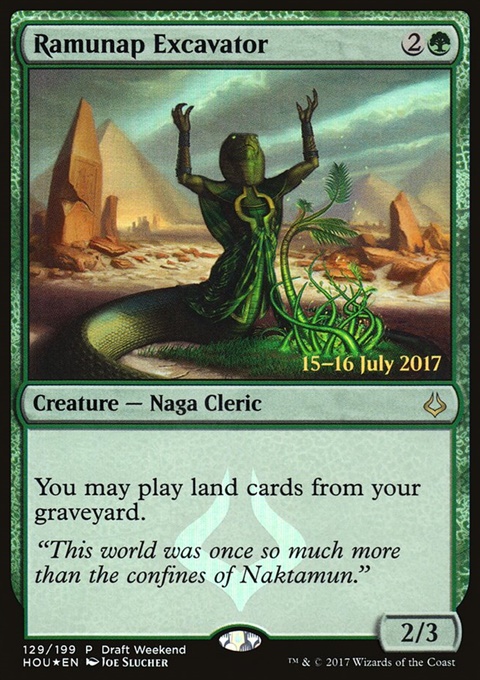 Ramunap Excavator 2
15–16 July 2017
Creature — Naga Cleric
You may play land cards from your
graveyard.
“This world was once so much more
than the confines of Naktamun.”
2/3
129/199 P Draft Weekend
HOU★EN Joe Slucher
™ & © 2017 Wizards of the Coast